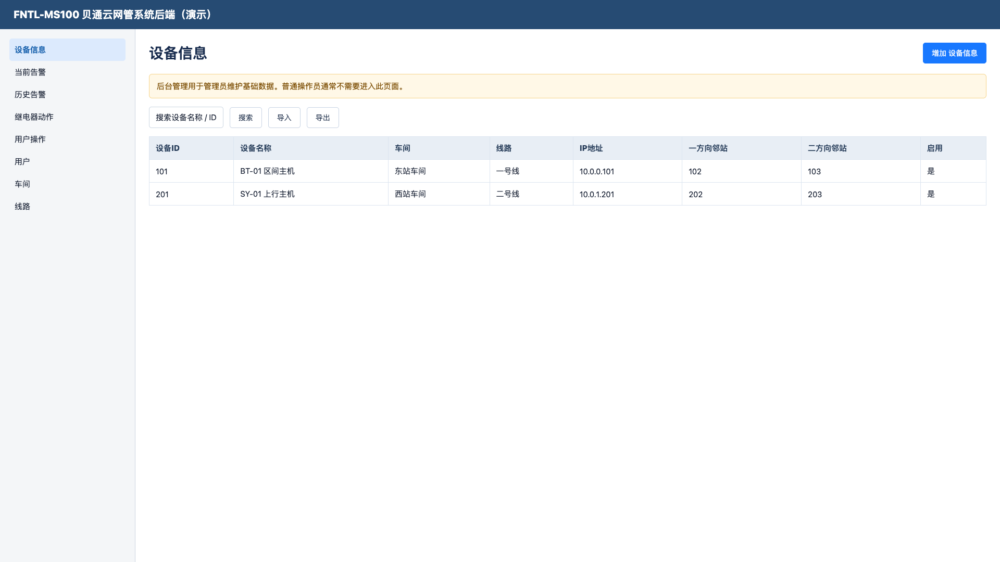 FNTL-MS100 贝通云网管系统后端（演示）
设备信息
当前告警
历史告警
继电器动作
用户操作
用户
车间
线路
设备信息
增加 设备信息
后台管理用于管理员维护基础数据。普通操作员通常不需要进入此页面。
搜索设备名称 / ID 搜索 导入 导出
设备ID 设备名称 车间 线路 IP地址 一方向邻站 二方向邻站 启用
101 BT-01 区间主机 东站车间 一号线 10.0.0.101 102 103 是
201 SY-01 上行主机 西站车间 二号线 10.0.1.201 202 203 是